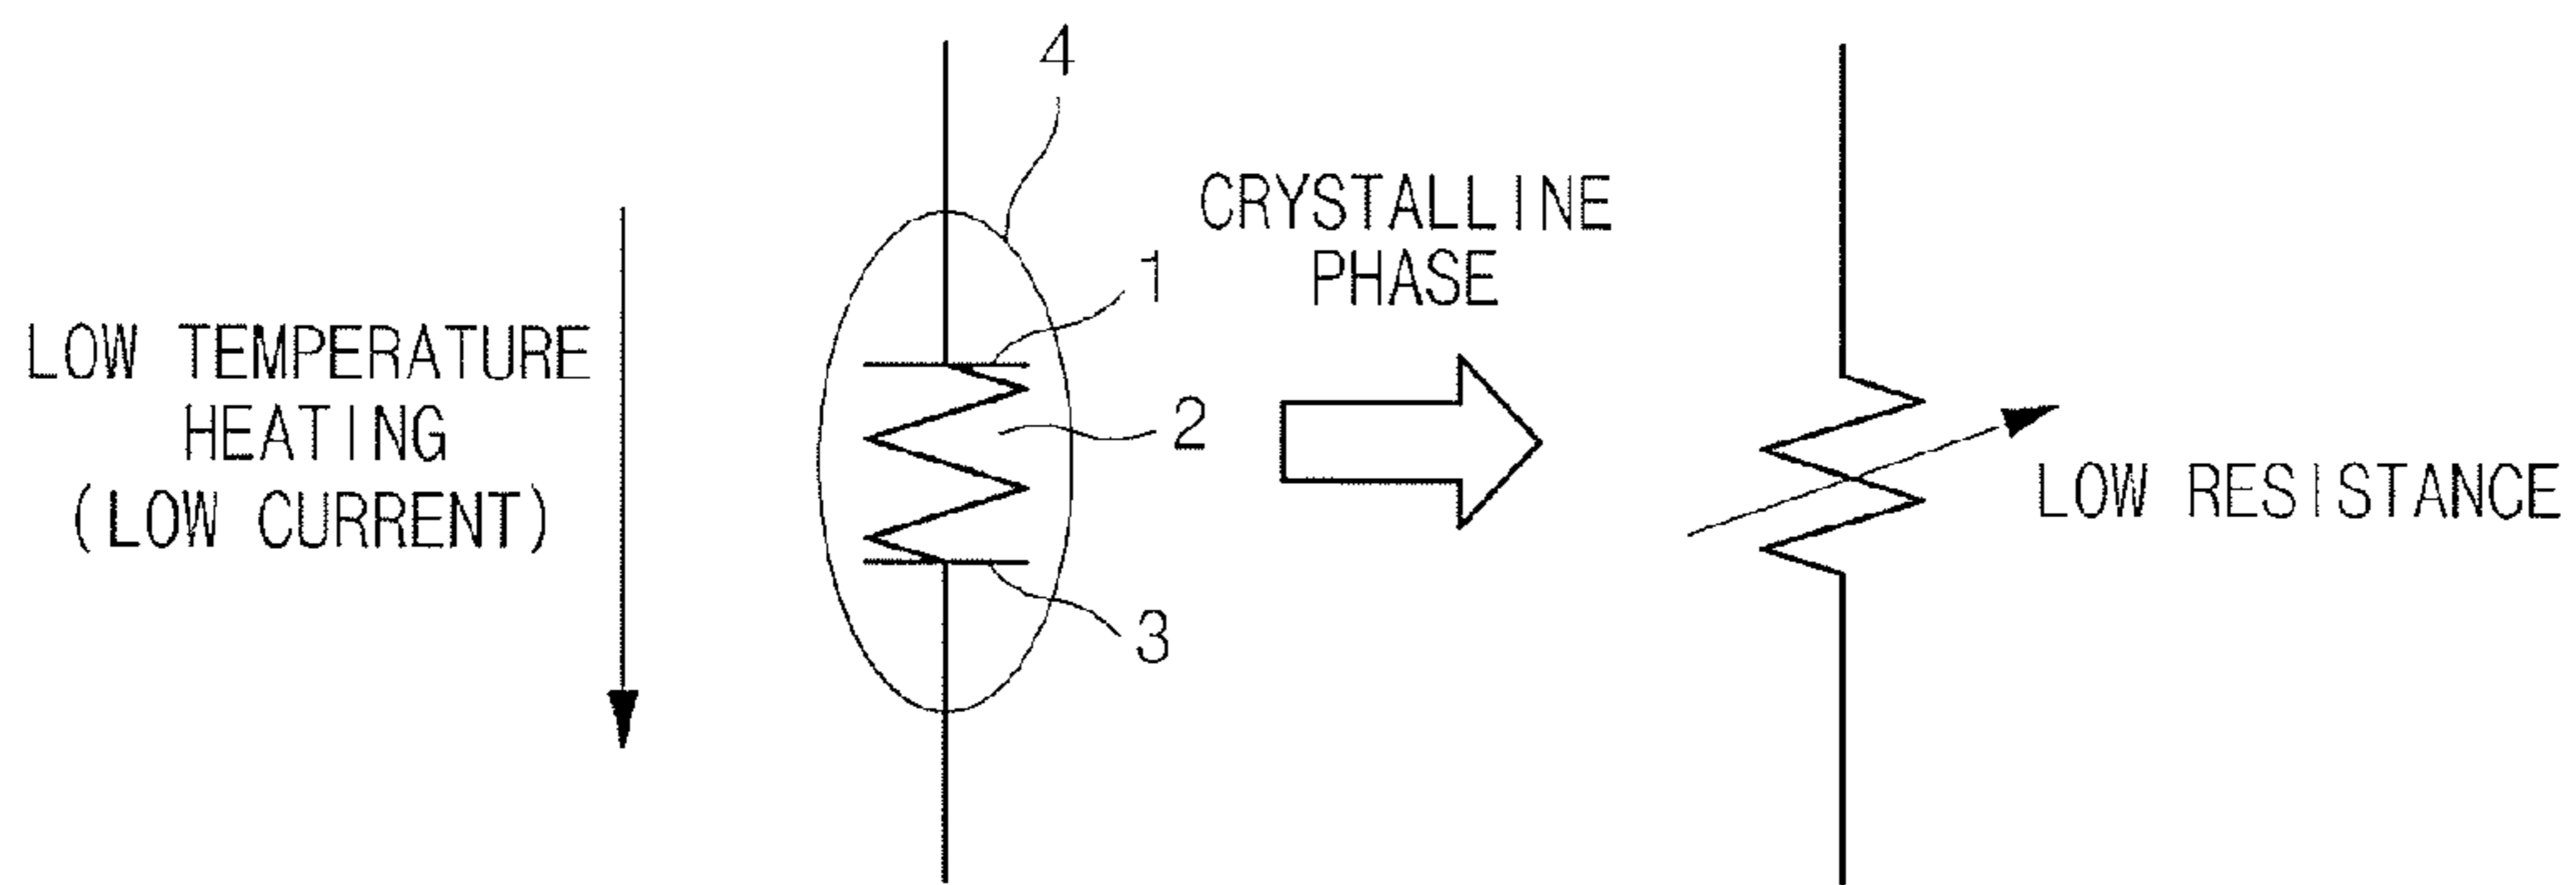 4
CRYSTALLINE
PHASE
1
LOW TEMPERATURE
HEATING
(LOW CURRENT)
2
LOW RESISTANCE
3